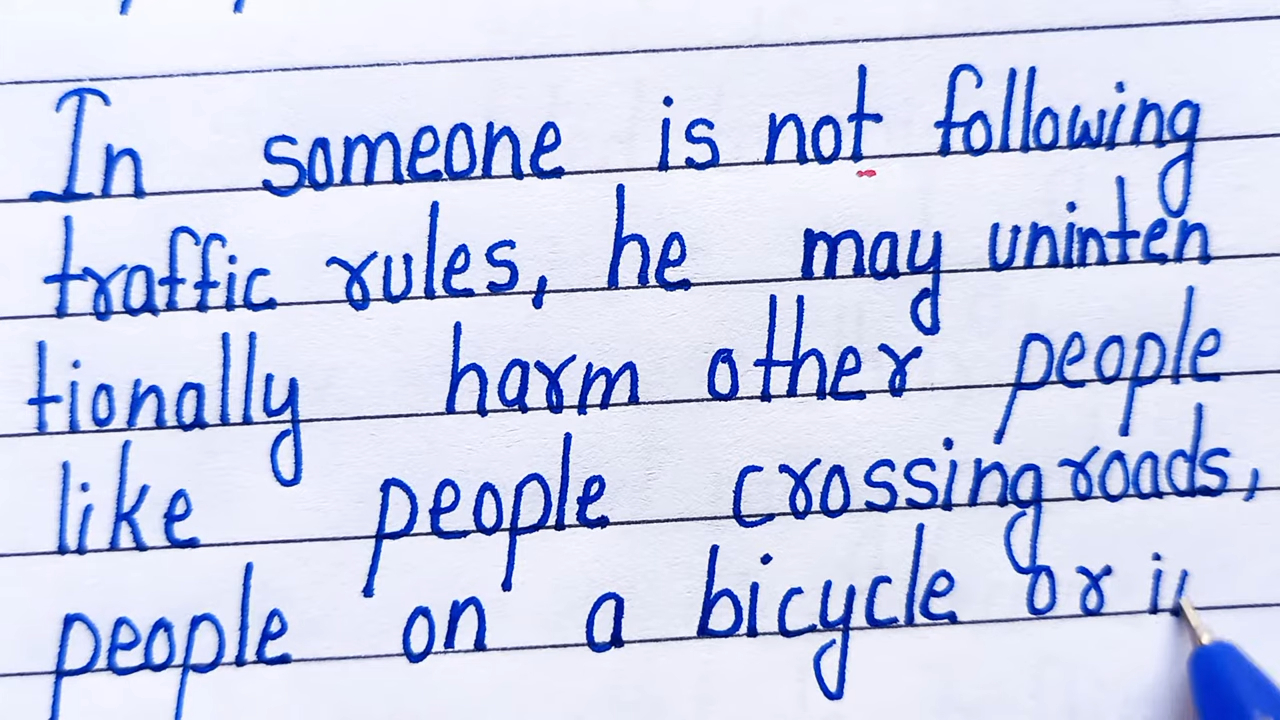 In someone is not following
traffic rules, he may uninten
tionally harm other people
like people crossing roads,
people on a bicycle or